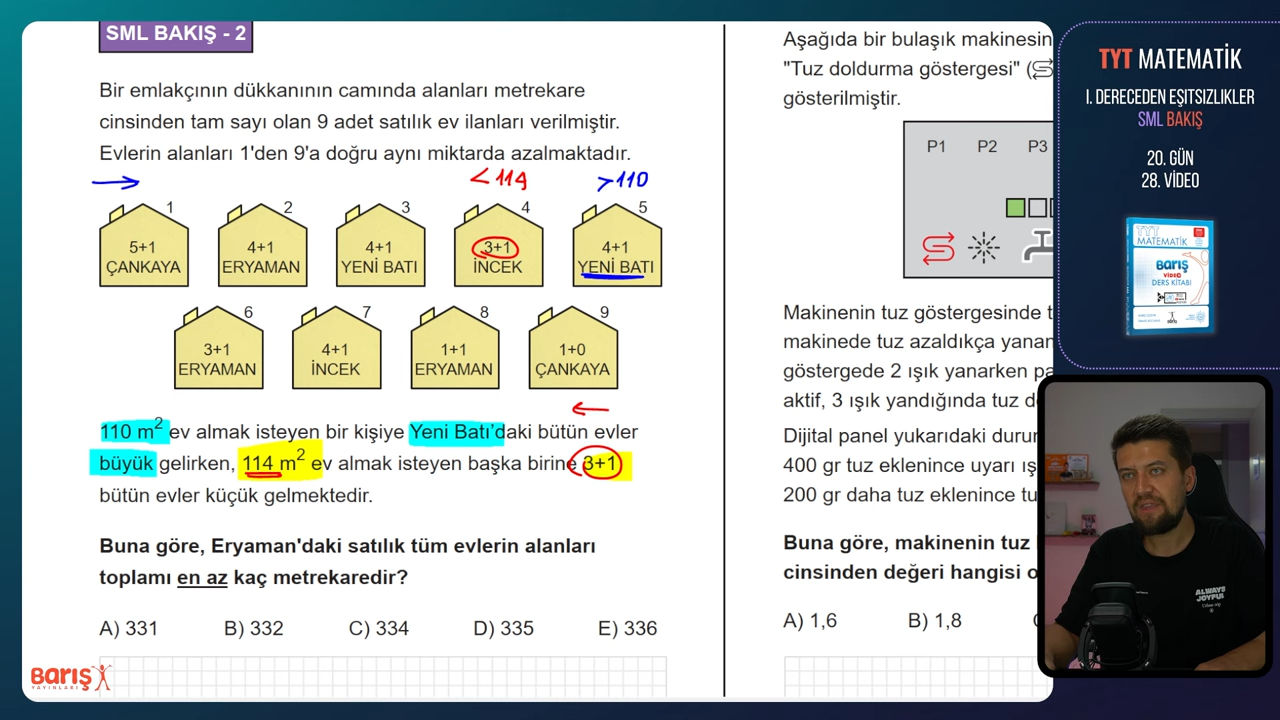 SML BAKIŞ - 2
Bir emlakçının dükkanının camında alanları metrekare
cinsinden tam sayı olan 9 adet satılık ev ilanları verilmiştir.
Evlerin alanları 1'den 9'a doğru aynı miktarda azalmaktadır.
< 114
>110
1
5+1
ÇANKAYA
2
4+1
ERYAMAN
3
4+1
YENİ BATI
4
3+1
İNCEK
5
4+1
YENİ BATI
6
3+1
ERYAMAN
7
4+1
İNCEK
8
1+1
ERYAMAN
9
1+0
ÇANKAYA
110 m² ev almak isteyen bir kişiye Yeni Batı'daki bütün evler
büyük gelirken, 114 m² ev almak isteyen başka birine 3+1
bütün evler küçük gelmektedir.
Buna göre, Eryaman'daki satılık tüm evlerin alanları
toplamı en az kaç metrekaredir?
A) 331 B) 332 C) 334 D) 335 E) 336
BARIŞ
YAYINLARI
Aşağıda bir bulaşık makinesin
"Tuz doldurma göstergesi" (
gösterilmiştir.
P1 P2 P3
Makinenin tuz göstergesinde t
makinede tuz azaldıkça yanar
göstergede 2 ışık yanarken pa
aktif, 3 ışık yandığında tuz d
Dijital panel yukarıdaki durur
400 gr tuz eklenince uyarı ış
200 gr daha tuz eklenince tu
Buna göre, makinenin tuz
cinsinden değeri hangisi o
A) 1,6 B) 1,8
TYT MATEMATİK
I. DERECEDEN EŞİTSİZLİKLER
SML BAKIŞ
20. GÜN
28. VİDEO
TYT
MATEMATİK
BARIŞ
VİDEO
DERS KİTABI
ALWAYS
JOYFUL